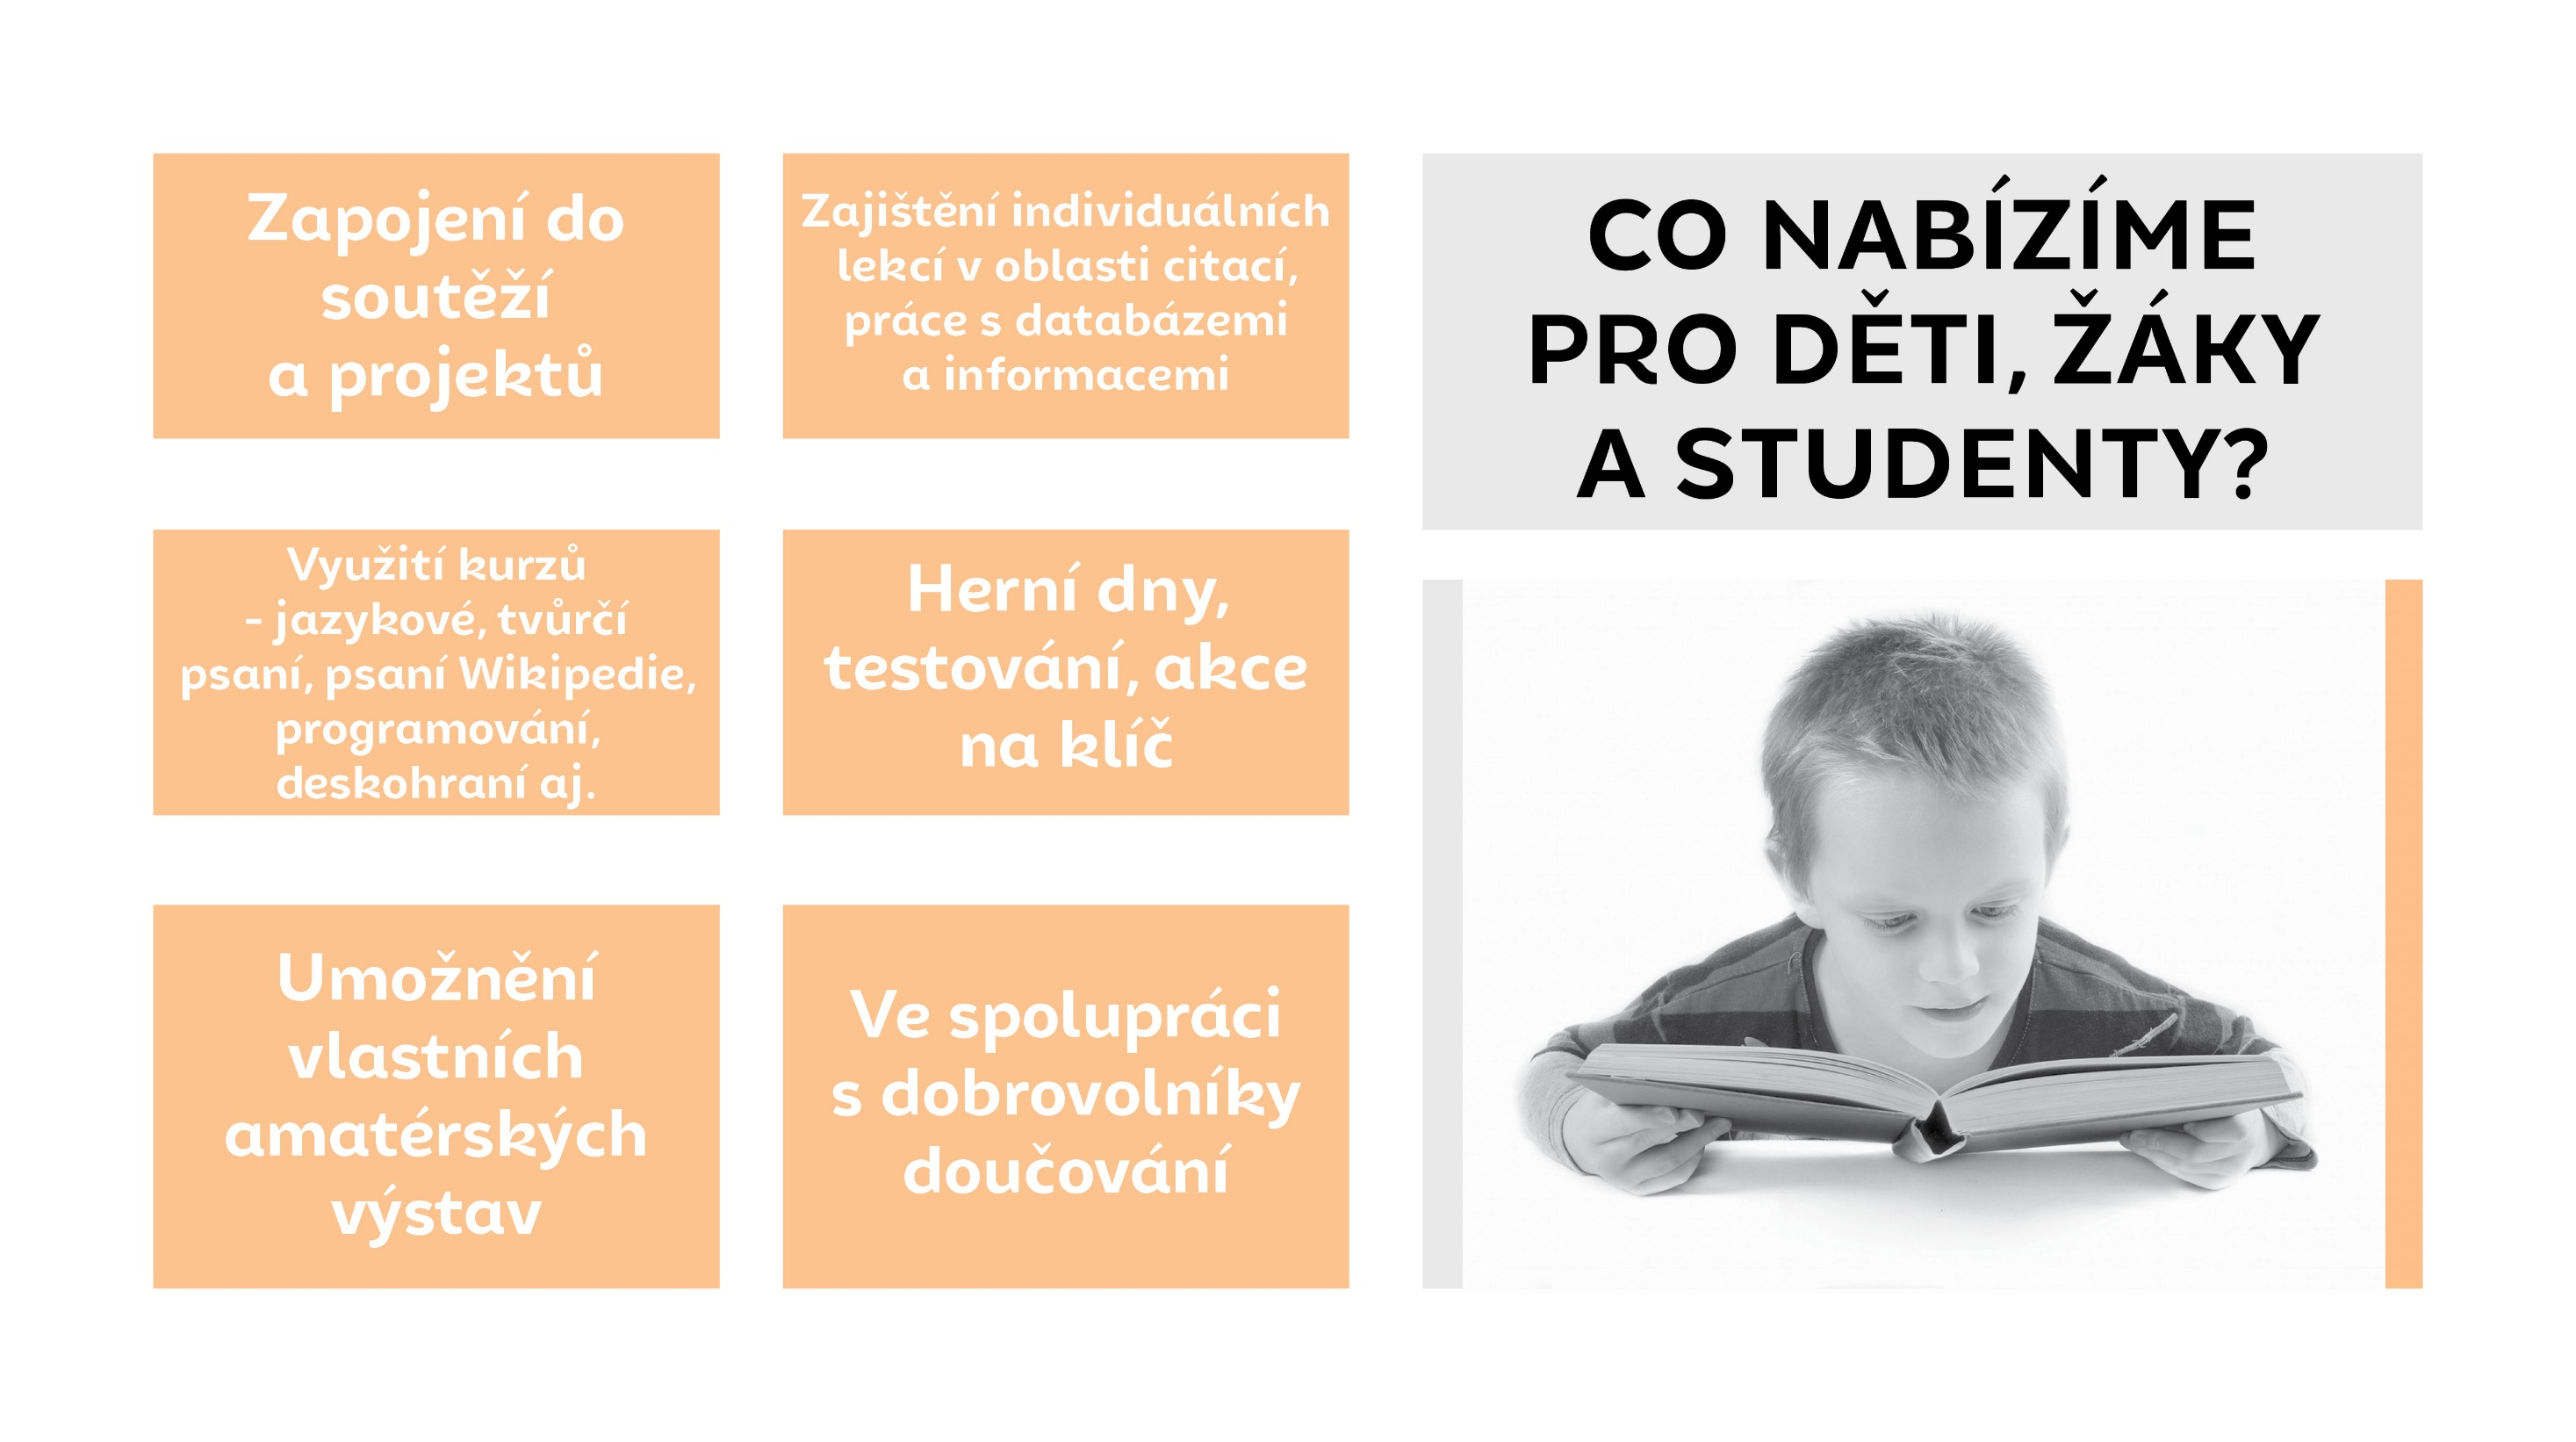 Zapojení do
soutěží
a projektů
Zajištění individuálních
lekcí v oblasti citací,
práce s databázemi
a informacemi
CO NABÍZÍME
PRO DĚTI, ŽÁKY
A STUDENTY?
Využití kurzů
- jazykové, tvůrčí
psaní, psaní Wikipedie,
programování,
deskohraní aj.
Herní dny,
testování, akce
na klíč
Umožnění
vlastních
amatérských
výstav
Ve spolupráci
s dobrovolníky
doučování